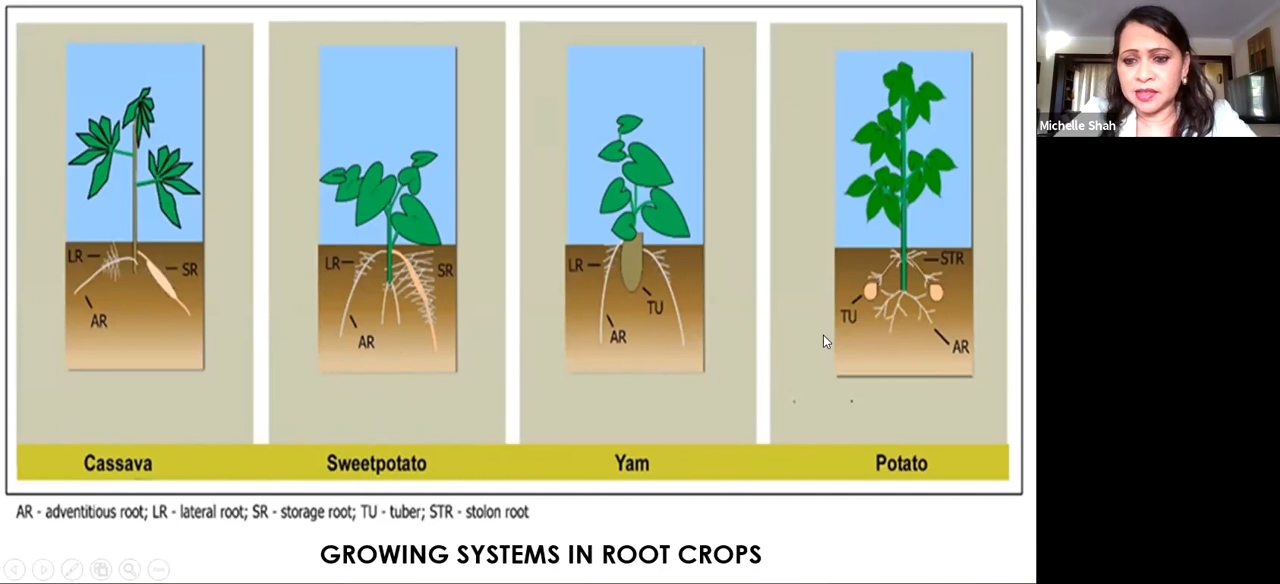 Michelle Shah
LR
SR
AR
LR
SR
AR
LR
TU
AR
STR
TU
AR
Cassava
Sweetpotato
Yam
Potato
AR - adventitious root; LR - lateral root; SR - storage root; TU - tuber; STR - stolon root
GROWING SYSTEMS IN ROOT CROPS